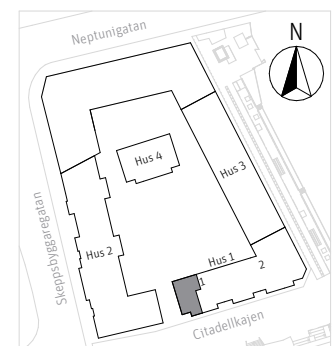 Neptunigatan
N
Hus 4
Hus 3
Skeppsbyggaregatan
Hus 2
Hus 1
1
2
Citadellkajen